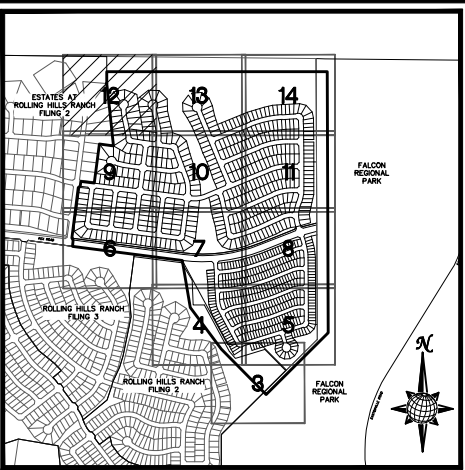 ESTATES AT
ROLLING HILLS RANCH
FILING 2
12
13
14
FALCON
REGIONAL
PARK
9
10
11
6
7
8
ROLLING HILLS RANCH
FILING 3
4
5
ROLLING HILLS RANCH
FILING 2
3
FALCON
REGIONAL
PARK
N